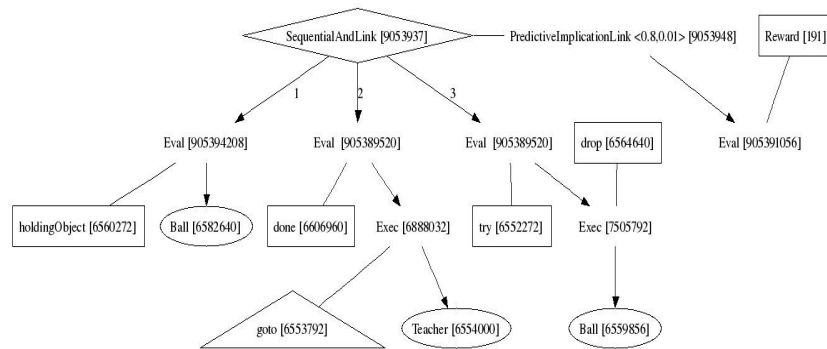 SequentialAndLink [9053937]
PredictiveImplicationLink <0.8,0.01> [9053948]
Reward [191]
1
2
3
Eval [905394208]
Eval [905389520]
Eval [905389520]
drop [6564640]
Eval [905391056]
holdingObject [6560272]
Ball [6582640]
done [6606960]
Exec [6888032]
try [6552272]
Exec [7505792]
goto [6553792]
Teacher [6554000]
Ball [6559856]